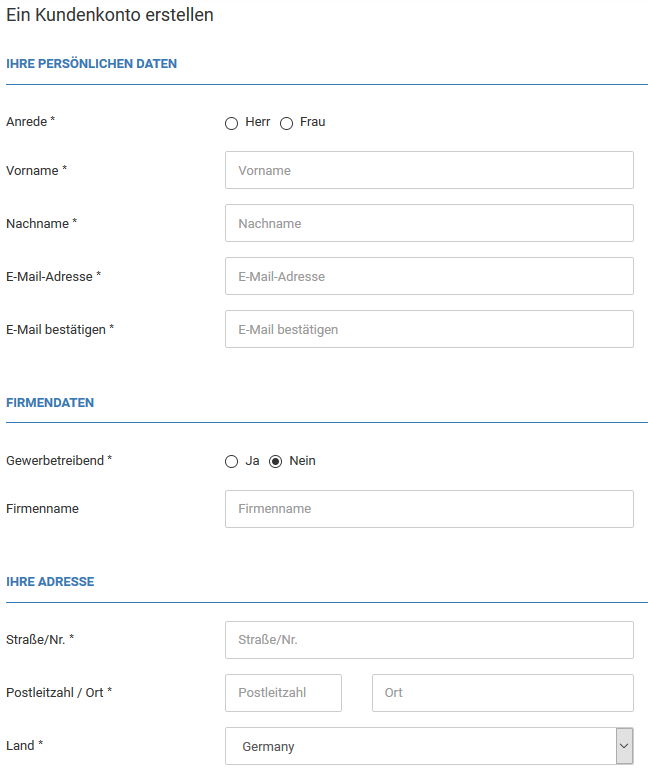 Ein Kundenkonto erstellen
IHRE PERSÖNLICHEN DATEN
Anrede * Herr Frau
Vorname * Vorname
Nachname * Nachname
E-Mail-Adresse * E-Mail-Adresse
E-Mail bestätigen * E-Mail bestätigen
FIRMENDATEN
Gewerbetreibend * Ja Nein
Firmenname Firmenname
IHRE ADRESSE
Straße/Nr. * Straße/Nr.
Postleitzahl / Ort * Postleitzahl Ort
Land * Germany